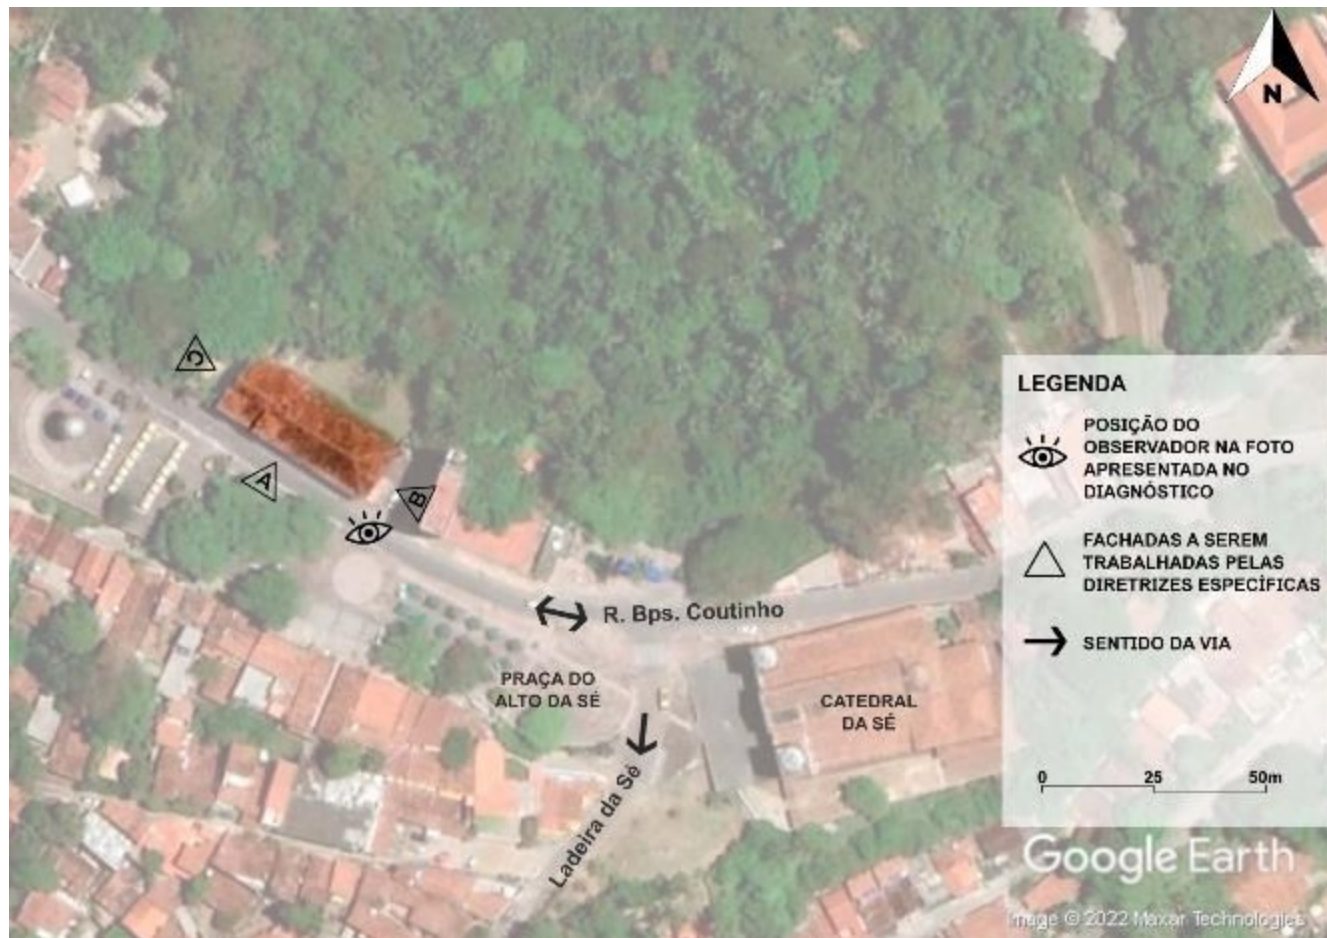 N
C
A
B
R. Bps. Coutinho
PRAÇA DO
ALTO DA SÉ
CATEDRAL
DA SÉ
Ladeira da Sé
LEGENDA
POSIÇÃO DO
OBSERVADOR NA FOTO
APRESENTADA NO
DIAGNÓSTICO
FACHADAS A SEREM
TRABALHADAS PELAS
DIRETRIZES ESPECÍFICAS
SENTIDO DA VIA
0 25 50m
Google Earth
Image © 2022 Maxar Technologies